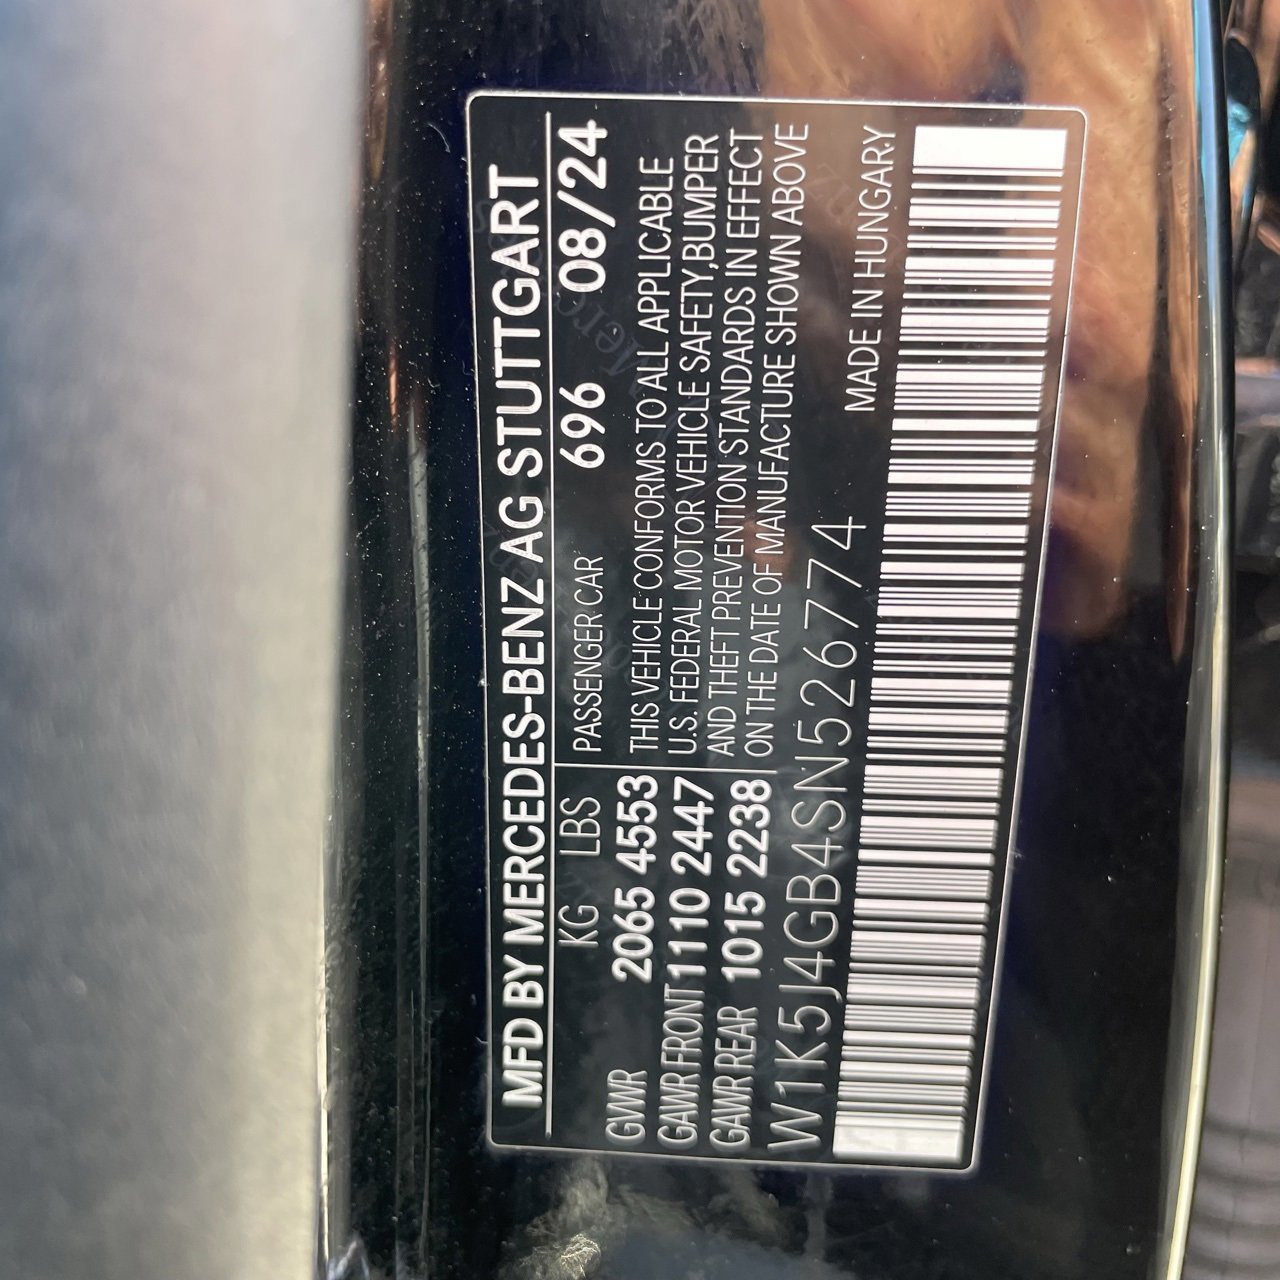 MFD BY MERCEDES-BENZ AG STUTTGART
KG LBS
GVWR 2065 4553
GAWR FRONT 1110 2447
GAWR REAR 1015 2238
PASSENGER CAR 696 08/24
THIS VEHICLE CONFORMS TO ALL APPLICABLE
U.S. FEDERAL MOTOR VEHICLE SAFETY,BUMPER
AND THEFT PREVENTION STANDARDS IN EFFECT
ON THE DATE OF MANUFACTURE SHOWN ABOVE
W1K5J4GB4SN526774
MADE IN HUNGARY